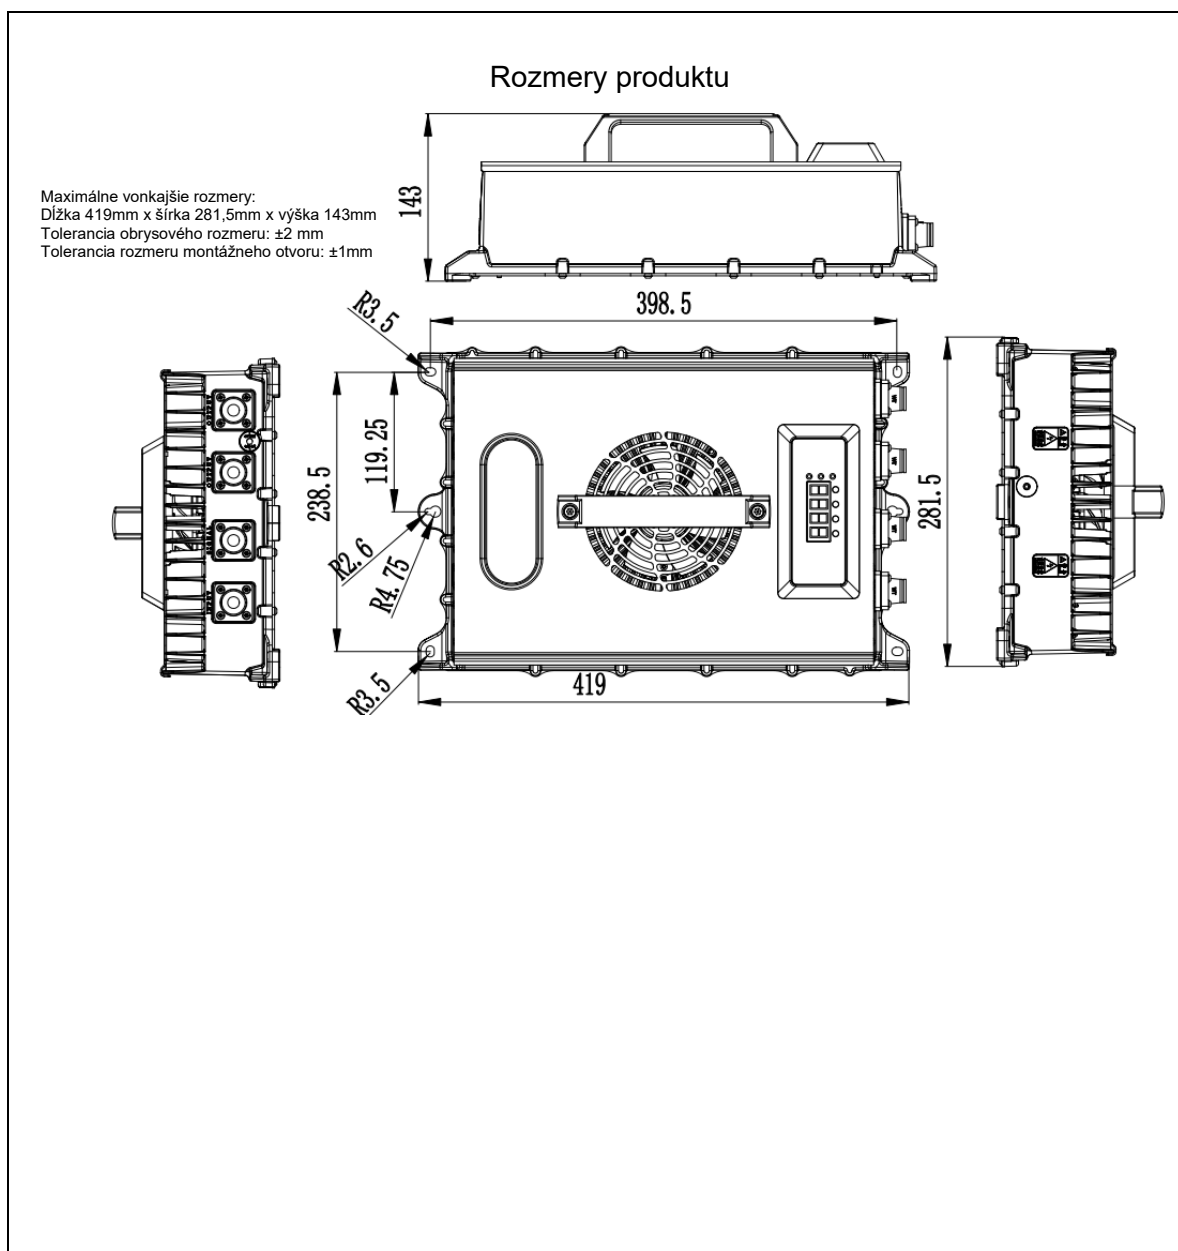 Rozmery produktu
Maximálne vonkajšie rozmery:
Dĺžka 419mm x šírka 281,5mm x výška 143mm
Tolerancia obrysového rozmeru: ±2 mm
Tolerancia rozmeru montážneho otvoru: ±1mm
143
398.5
R3.5
119.25
238.5
R2.6
R4.75
R3.5
419
281.5